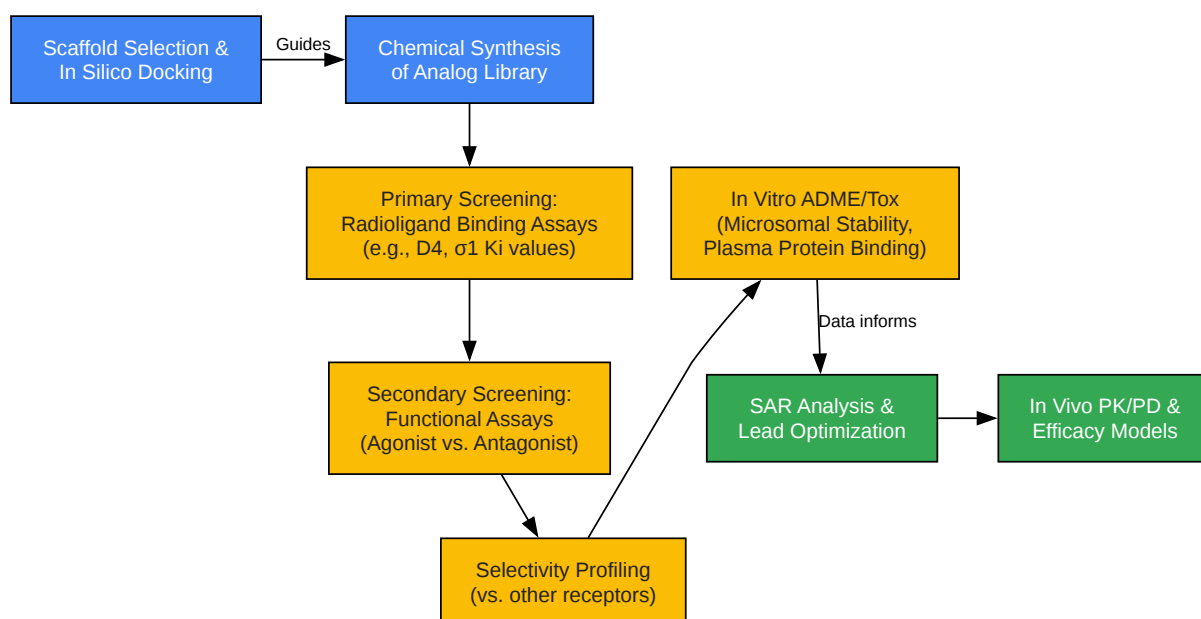 Scaffold Selection &
In Silico Docking
Guides
Chemical Synthesis
of Analog Library
Primary Screening:
Radioligand Binding Assays
(e.g., D4, σ1 Ki values)
Secondary Screening:
Functional Assays
(Agonist vs. Antagonist)
Selectivity Profiling
(vs. other receptors)
In Vitro ADME/Tox
(Microsomal Stability,
Plasma Protein Binding)
Data informs
SAR Analysis &
Lead Optimization
In Vivo PK/PD &
Efficacy Models